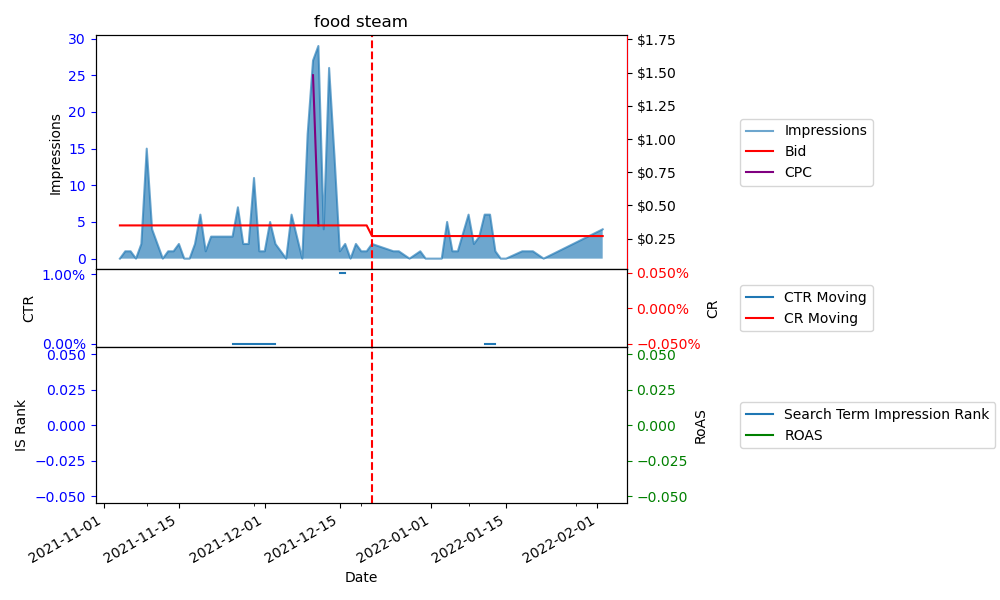 food steam
30
25
20
15
10
5
0
Impressions
$1.75
$1.50
$1.25
$1.00
$0.75
$0.50
$0.25
Impressions
Bid
CPC
1.00%
0.00%
CTR
0.050%
0.000%
−0.050%
CR
CTR Moving
CR Moving
0.050
0.025
0.000
−0.025
−0.050
IS Rank
0.050
0.025
0.000
−0.025
−0.050
RoAS
Search Term Impression Rank
ROAS
2021-11-01
2021-11-15
2021-12-01
2021-12-15
2022-01-01
2022-01-15
2022-02-01
Date